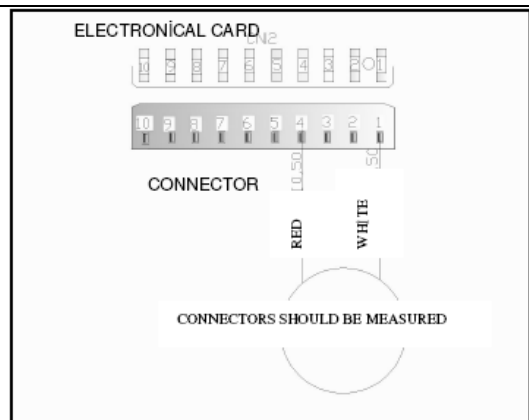 ELECTRONİCAL CARD
CN12
10 9 8 7 6 5 4 3 2 1
10 9 8 7 6 5 4 3 2 1
CONNECTOR
RED
WHITE
CONNECTORS SHOULD BE MEASURED